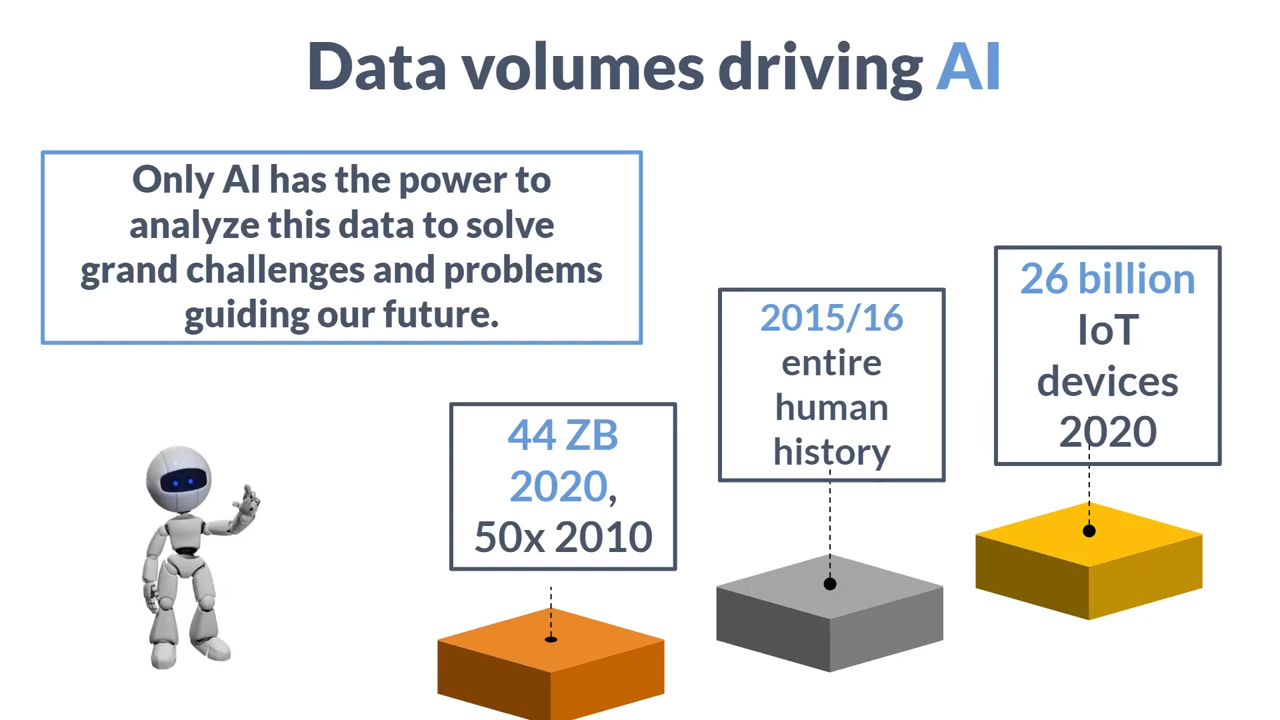 Data volumes driving AI
Only AI has the power to
analyze this data to solve
grand challenges and problems
guiding our future.
44 ZB
2020,
50x 2010
2015/16
entire
human
history
26 billion
IoT
devices
2020